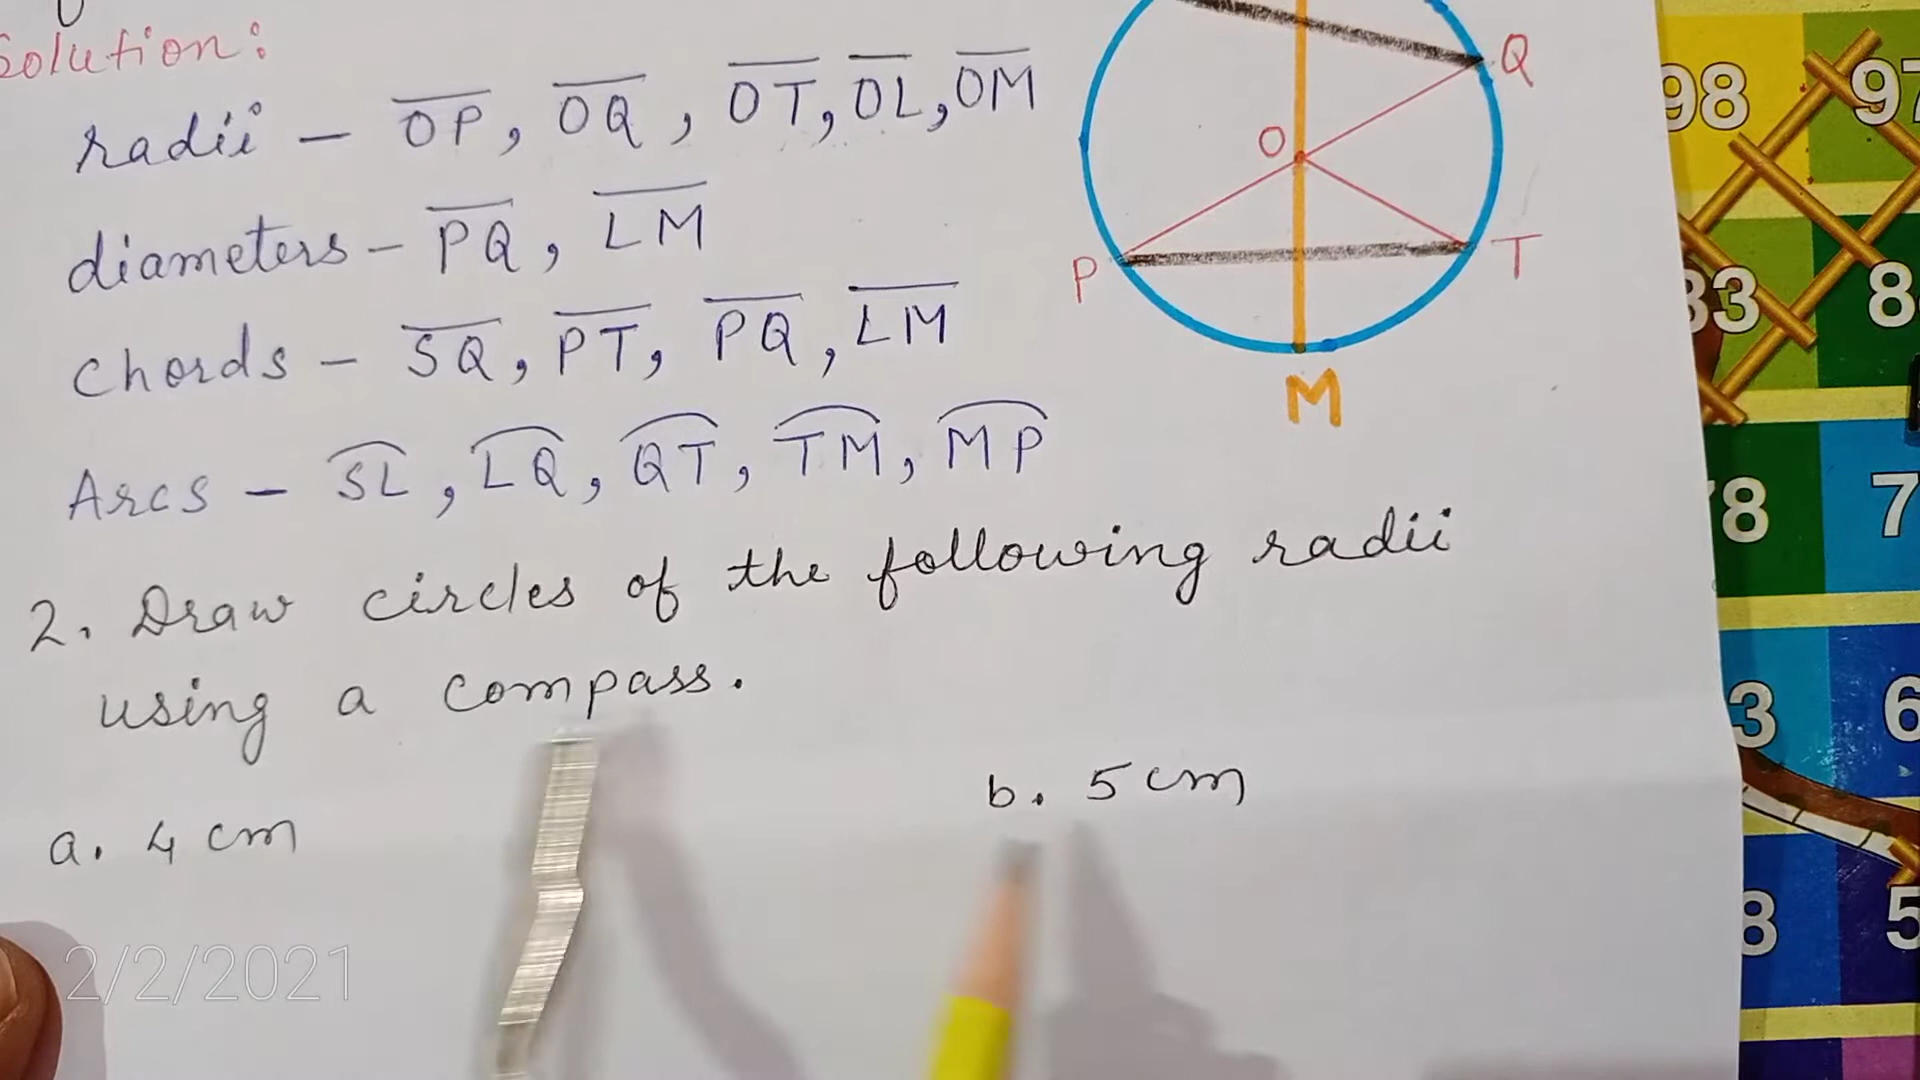 Solution:
radii - OP, OQ, OT, OL, OM
diameters - PQ, LM
chords - SQ, PT, PQ, LM
Arcs - SL, LQ, QT, TM, MP
2. Draw circles of the following radii
using a compass.
a. 4 cm
b. 5 cm
Q
O
P
T
M
98
97
83
8
78
7
3
6
8
5
2/2/2021